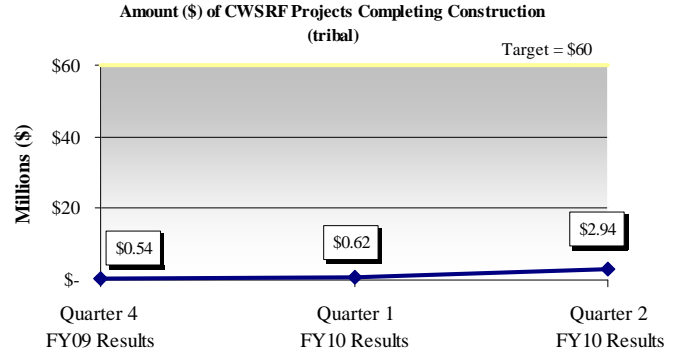 Amount ($) of CWSRF Projects Completing Construction
(tribal)
Target = $60
Millions ($)
$60
$40
$20
$-
$0.54
$0.62
$2.94
Quarter 4
FY09 Results
Quarter 1
FY10 Results
Quarter 2
FY10 Results